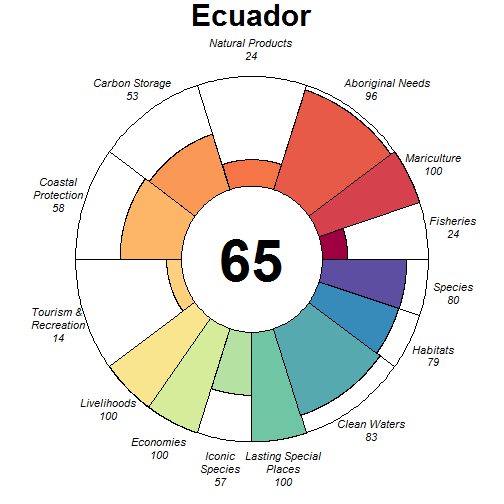 Ecuador
Natural Products
24
Carbon Storage
53
Aboriginal Needs
96
Mariculture
100
Coastal
Protection
58
Fisheries
24
65
Species
80
Tourism &
Recreation
14
Habitats
79
Livelihoods
100
Clean Waters
83
Economies
100
Iconic
Species
57
Lasting Special
Places
100